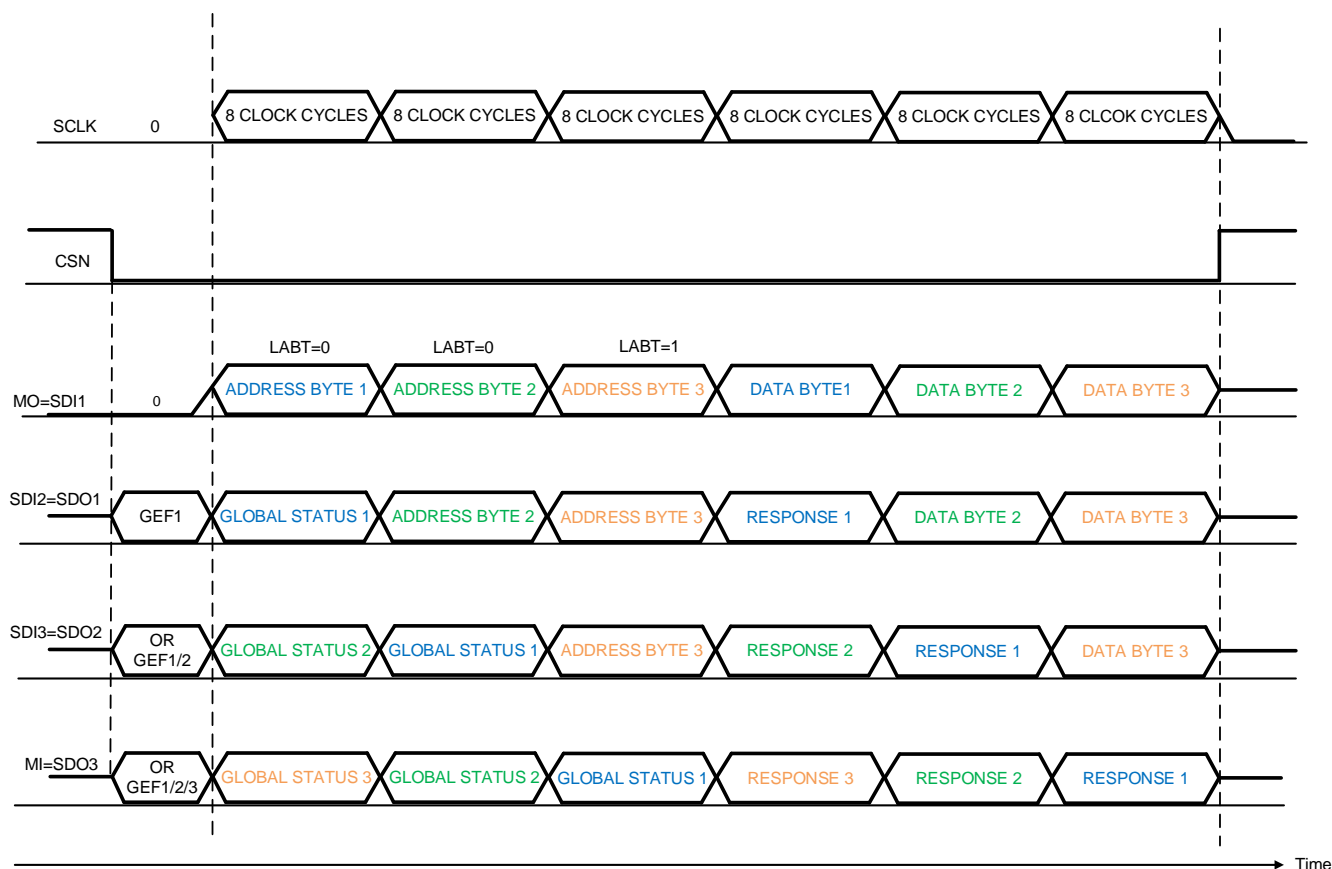 SCLK 0 8 CLOCK CYCLES 8 CLOCK CYCLES 8 CLOCK CYCLES 8 CLOCK CYCLES 8 CLOCK CYCLES 8 CLCOK CYCLES
CSN
LABT=0 LABT=0 LABT=1
MO=SDI1 0 ADDRESS BYTE 1 ADDRESS BYTE 2 ADDRESS BYTE 3 DATA BYTE1 DATA BYTE 2 DATA BYTE 3
SDI2=SDO1 GEF1 GLOBAL STATUS 1 ADDRESS BYTE 2 ADDRESS BYTE 3 RESPONSE 1 DATA BYTE 2 DATA BYTE 3
SDI3=SDO2 OR
GEF1/2 GLOBAL STATUS 2 GLOBAL STATUS 1 ADDRESS BYTE 3 RESPONSE 2 RESPONSE 1 DATA BYTE 3
MI=SDO3 OR
GEF1/2/3 GLOBAL STATUS 3 GLOBAL STATUS 2 GLOBAL STATUS 1 RESPONSE 3 RESPONSE 2 RESPONSE 1
Time